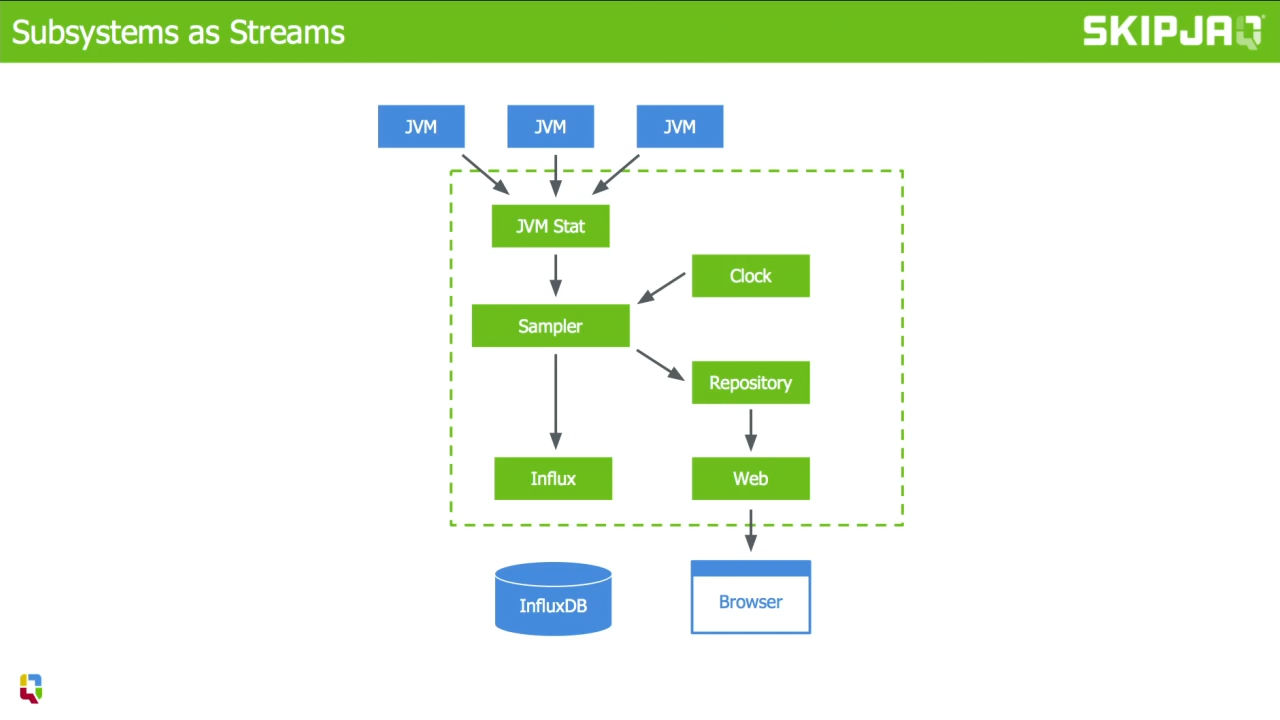 Subsystems as Streams
SKIPJAQ
JVM
JVM
JVM
JVM Stat
Clock
Sampler
Repository
Influx
Web
InfluxDB
Browser